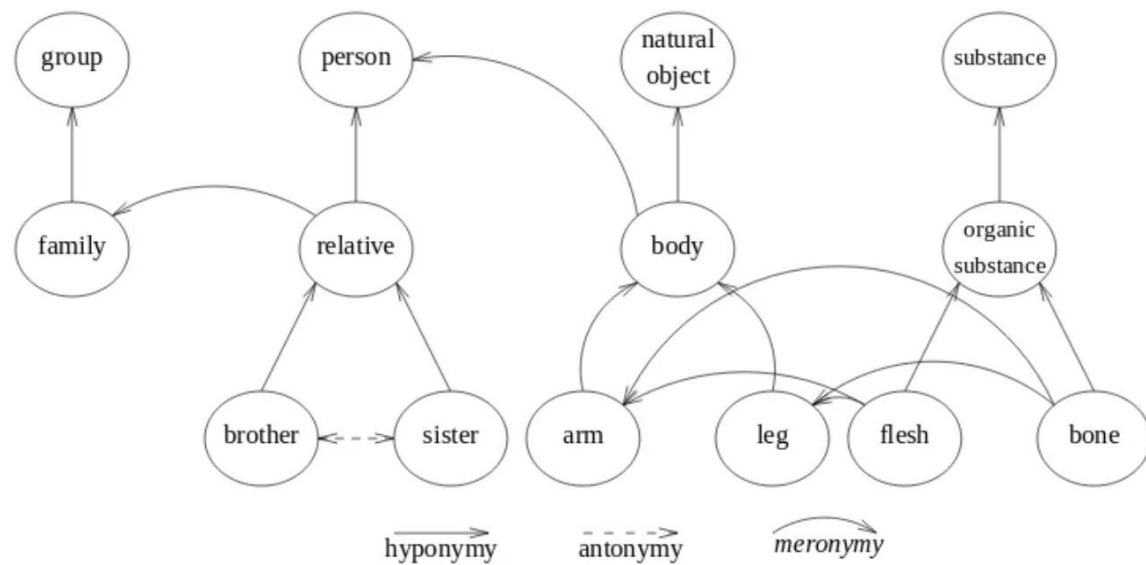 group
person
natural
object
substance
family
relative
body
organic
substance
brother
sister
arm
leg
flesh
bone
hyponymy
antonymy
meronymy